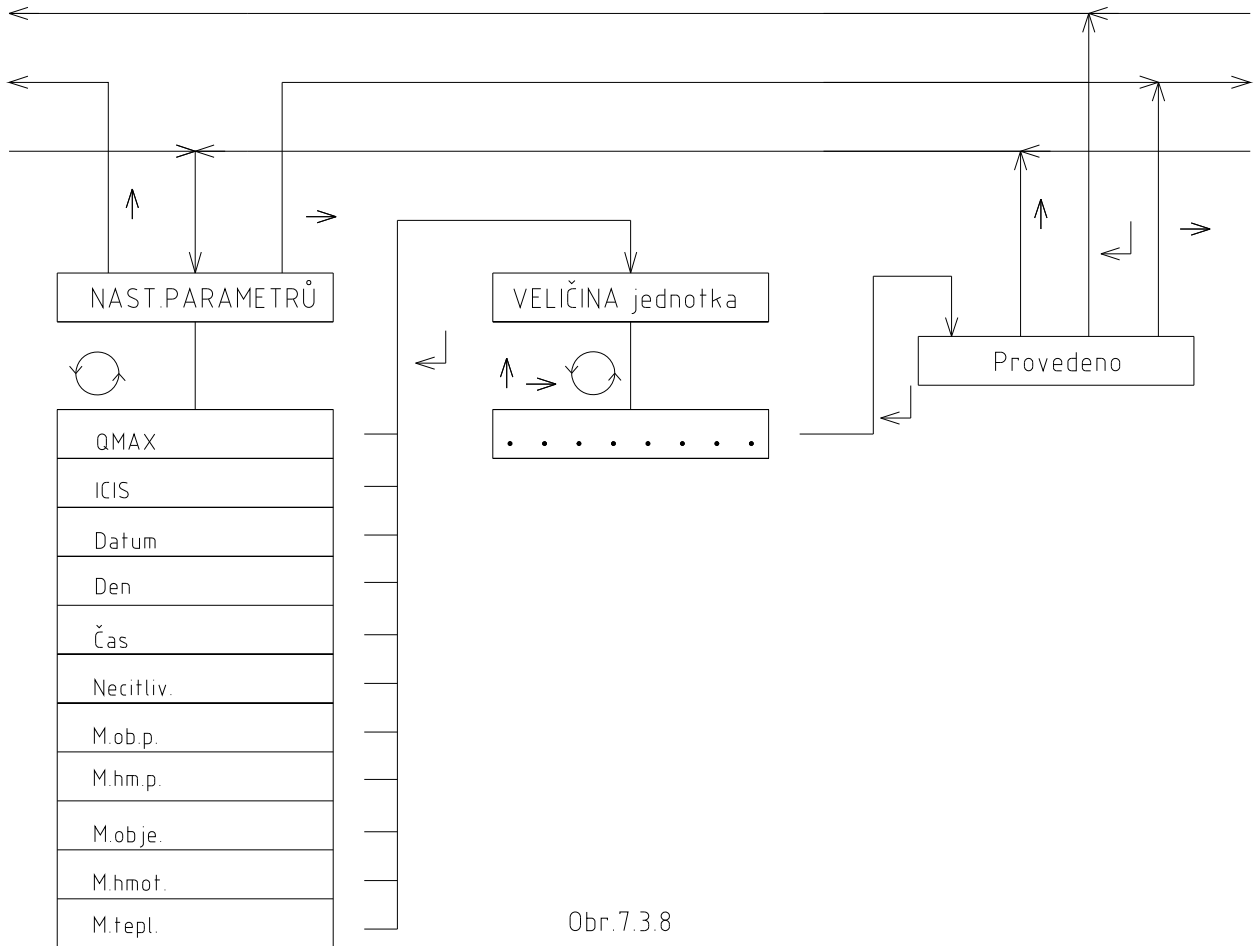 NAST.PARAMETRŮ
QMAX
ICIS
Datum
Den
Čas
Necitliv.
M.ob.p.
M.hm.p.
M.obje.
M.hmot.
M.tepl.
VELIČINA jednotka
. . . . . . . .
Provedeno
Obr.7.3.8